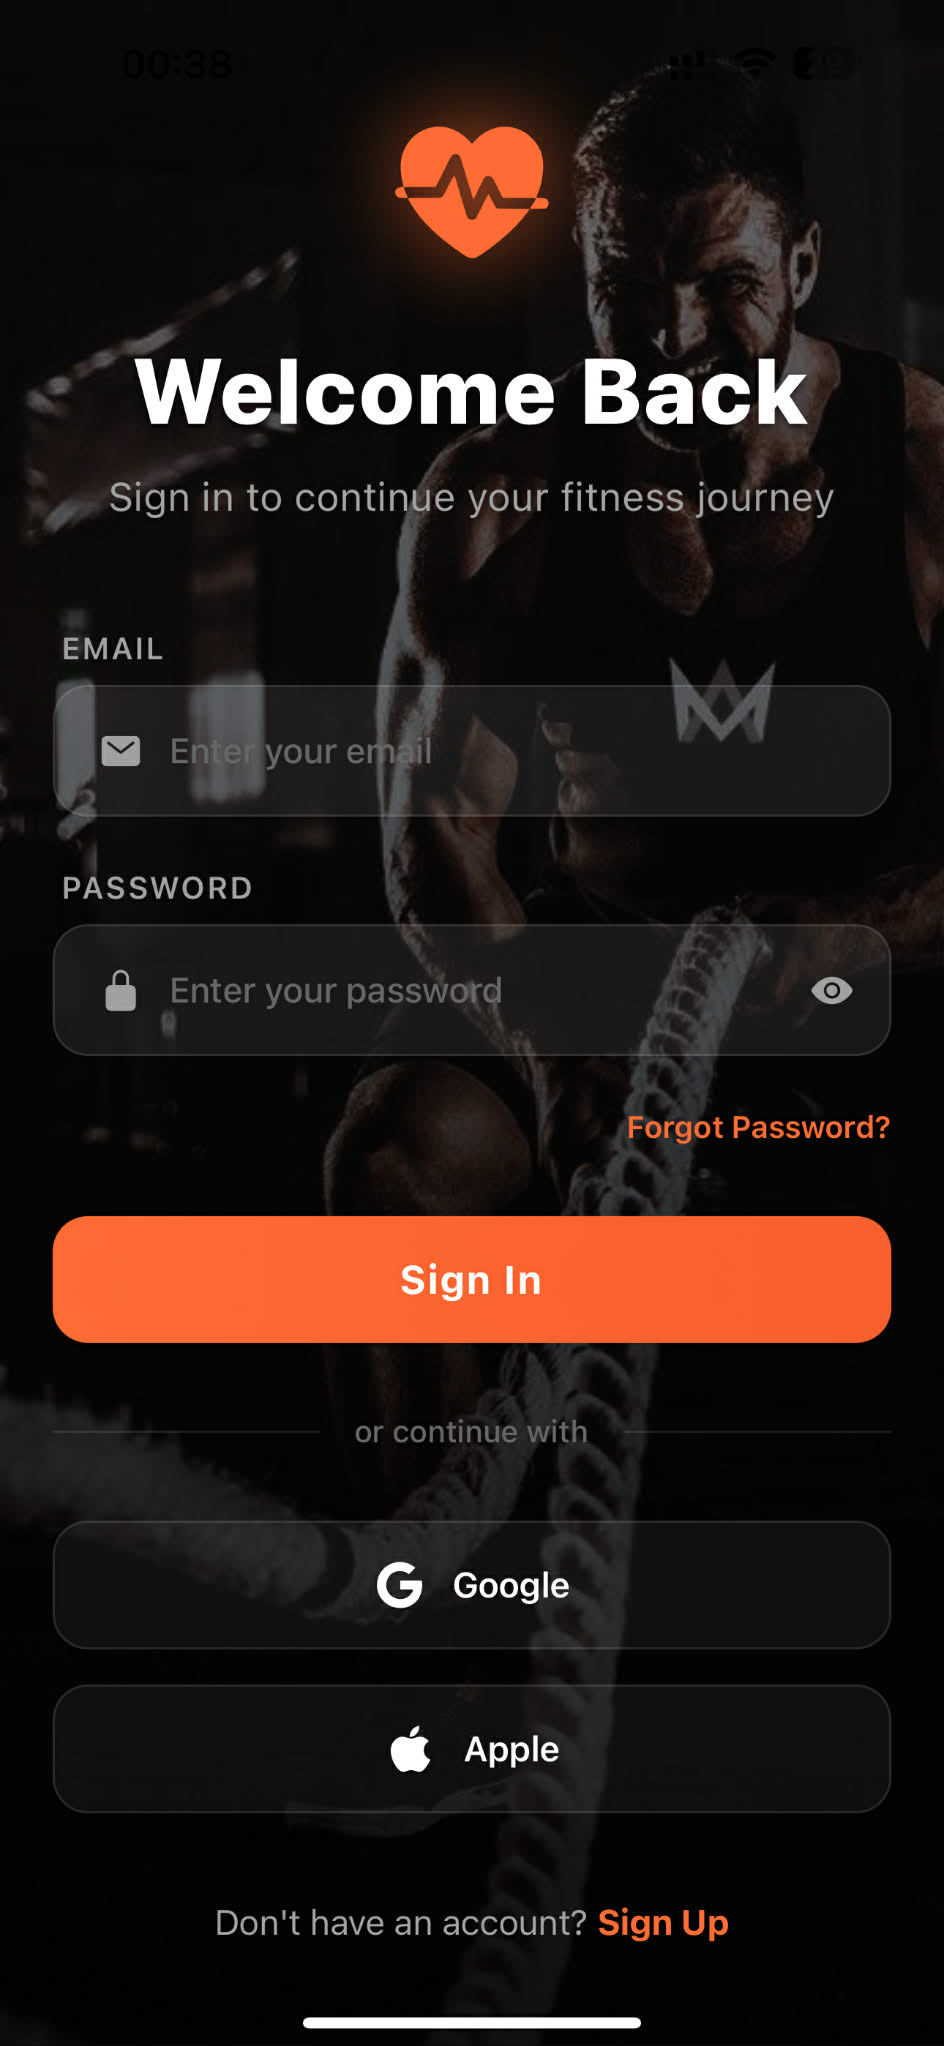 00:38
Welcome Back
Sign in to continue your fitness journey
EMAIL
Enter your email
PASSWORD
Enter your password
Forgot Password?
Sign In
or continue with
Google
Apple
Don't have an account? Sign Up